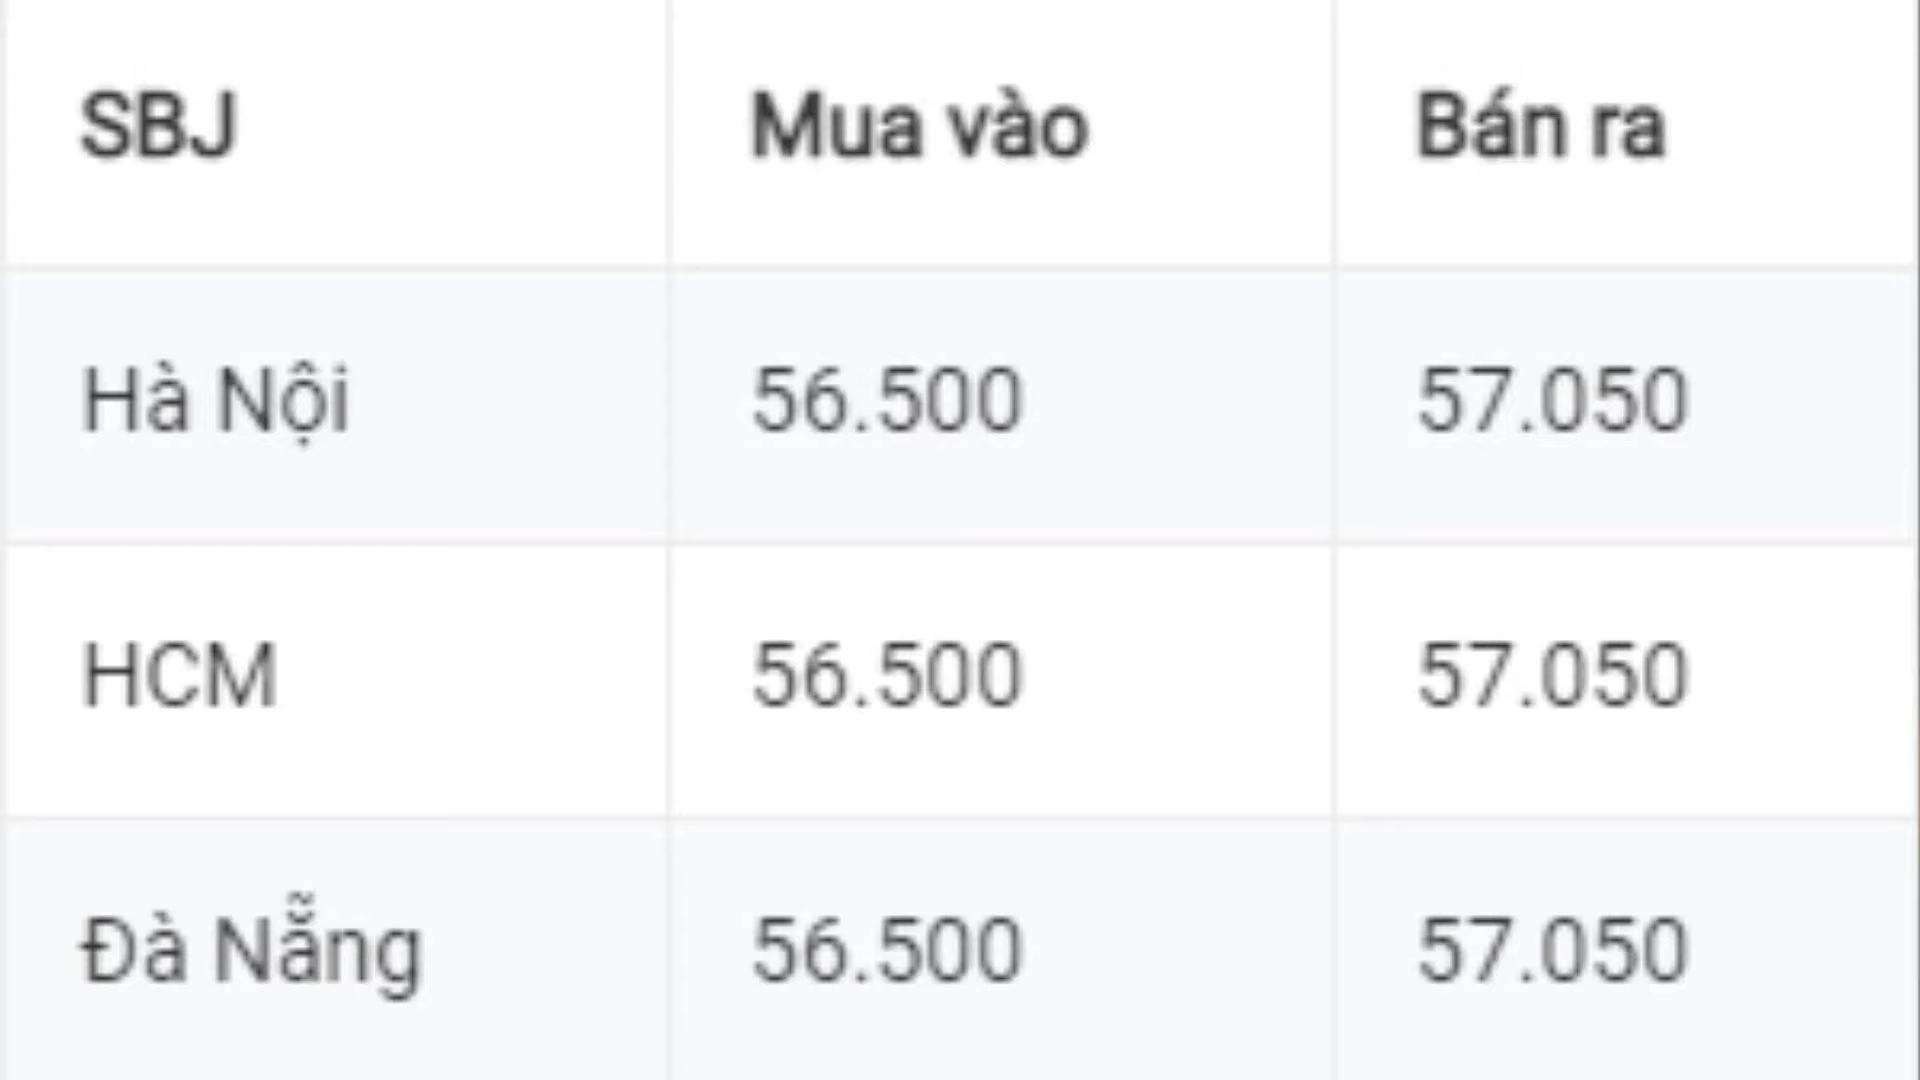 SBJ Mua vào Bán ra
Hà Nội 56.500 57.050
HCM 56.500 57.050
Đà Nẵng 56.500 57.050